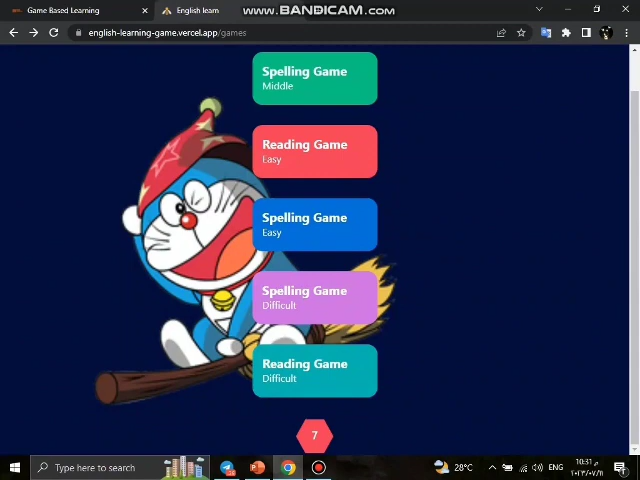 Game Based Learning
English learn
www.BANDICAM.com
english-learning-game.vercel.app/games
Spelling Game
Middle
Reading Game
Easy
Spelling Game
Easy
Spelling Game
Difficult
Reading Game
Difficult
7
Type here to search
28°C
ENG
10:31 م